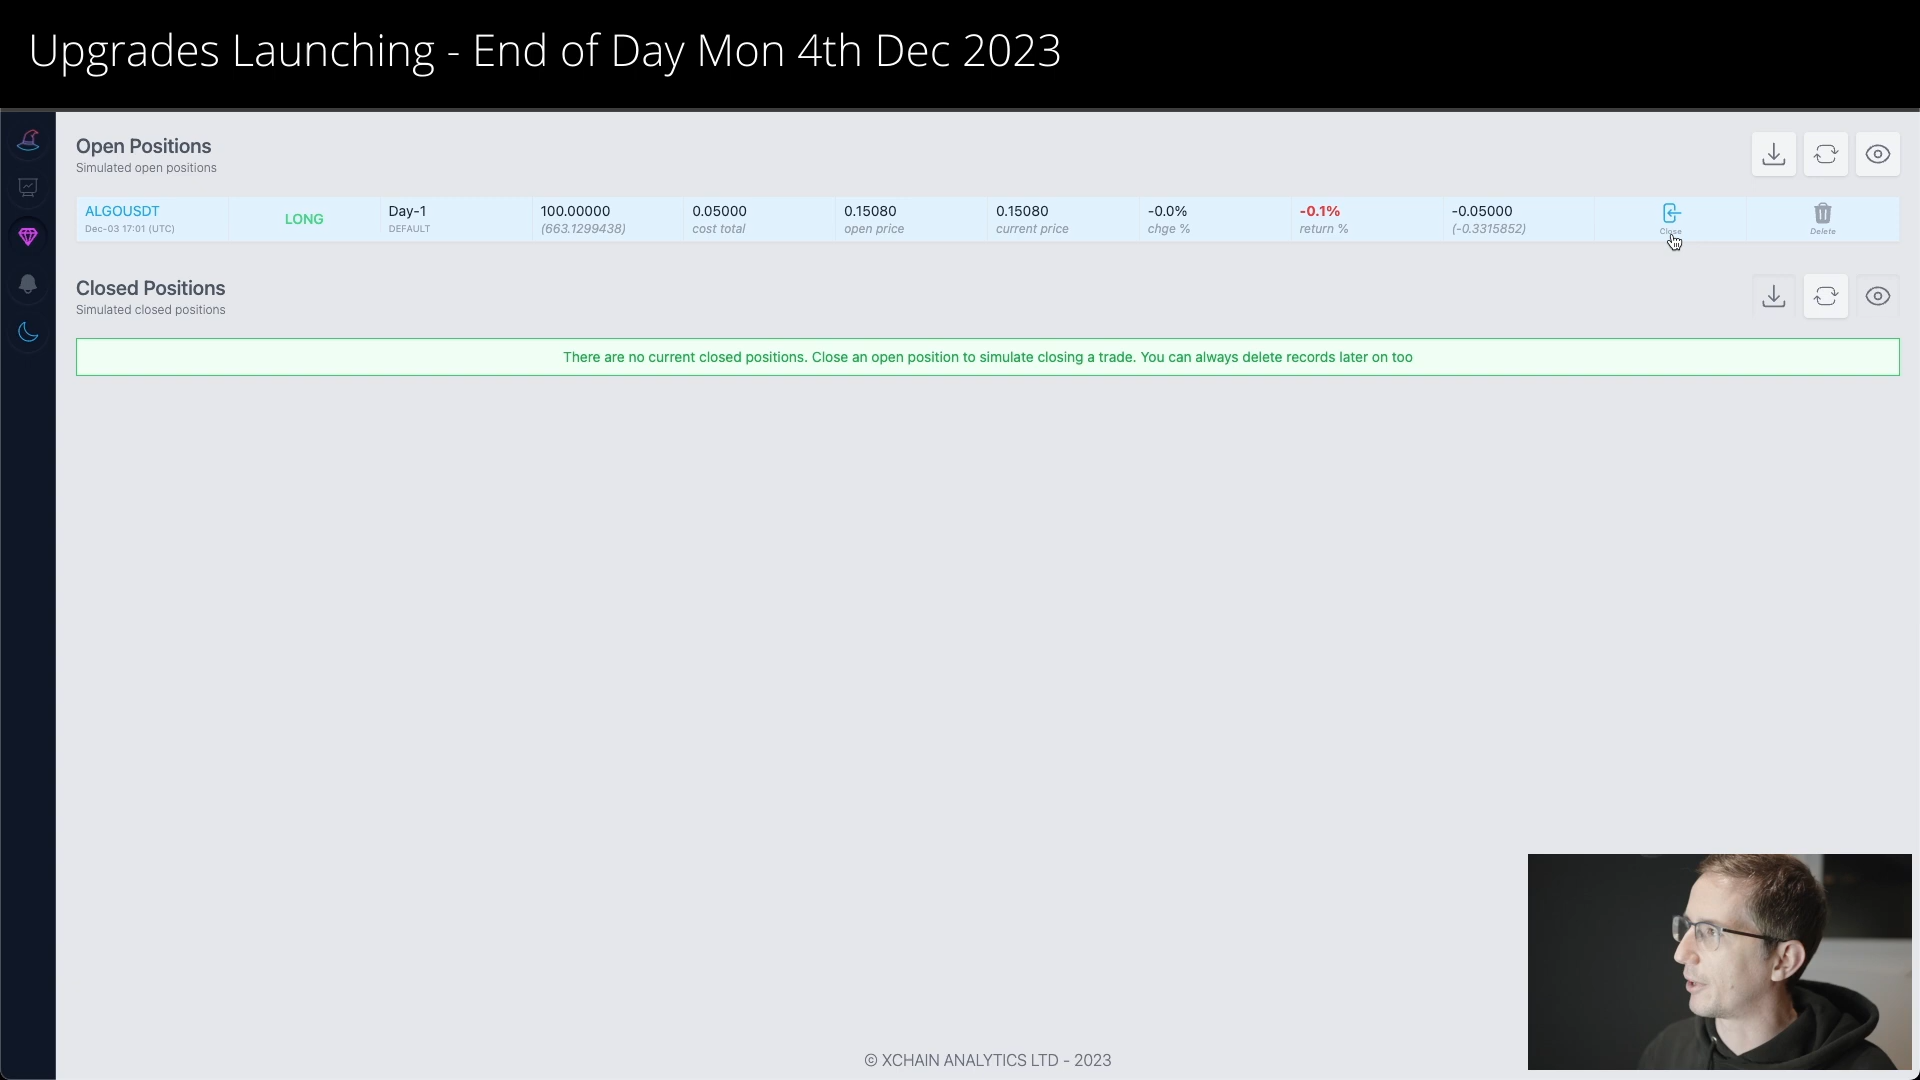 Upgrades Launching - End of Day Mon 4th Dec 2023
Open Positions
Simulated open positions
ALGOUSDT
Dec-03 17:01 (UTC)
LONG
Day-1
DEFAULT
100.00000
(663.1299438)
0.05000
cost total
0.15080
open price
0.15080
current price
-0.0%
chge %
-0.1%
return %
-0.05000
(-0.3315852)
Close
Delete
Closed Positions
Simulated closed positions
There are no current closed positions. Close an open position to simulate closing a trade. You can always delete records later on too
© XCHAIN ANALYTICS LTD - 2023